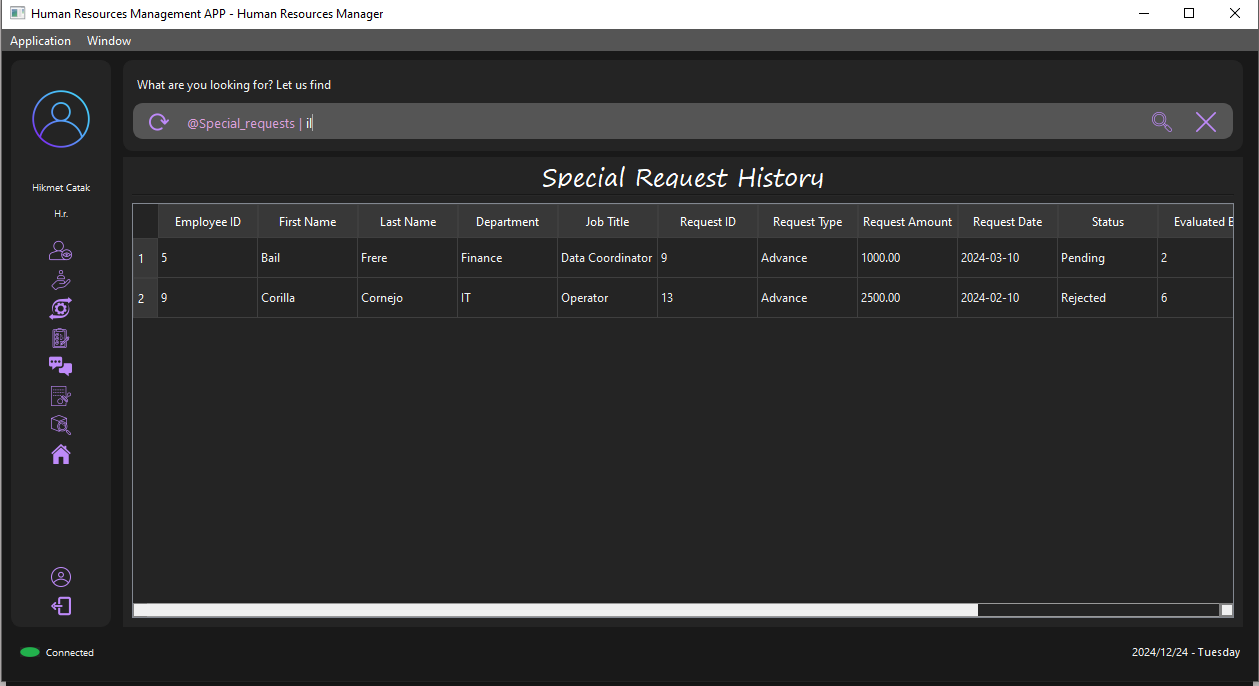 Human Resources Management APP - Human Resources Manager
Application Window
Hikmet Catak
H.r.
What are you looking for? Let us find
@Special_requests | il
Special Request History
Employee ID First Name Last Name Department Job Title Request ID Request Type Request Amount Request Date Status Evaluated E
1 5 Bail Frere Finance Data Coordinator 9 Advance 1000.00 2024-03-10 Pending 2
2 9 Corilla Cornejo IT Operator 13 Advance 2500.00 2024-02-10 Rejected 6
Connected
2024/12/24 - Tuesday